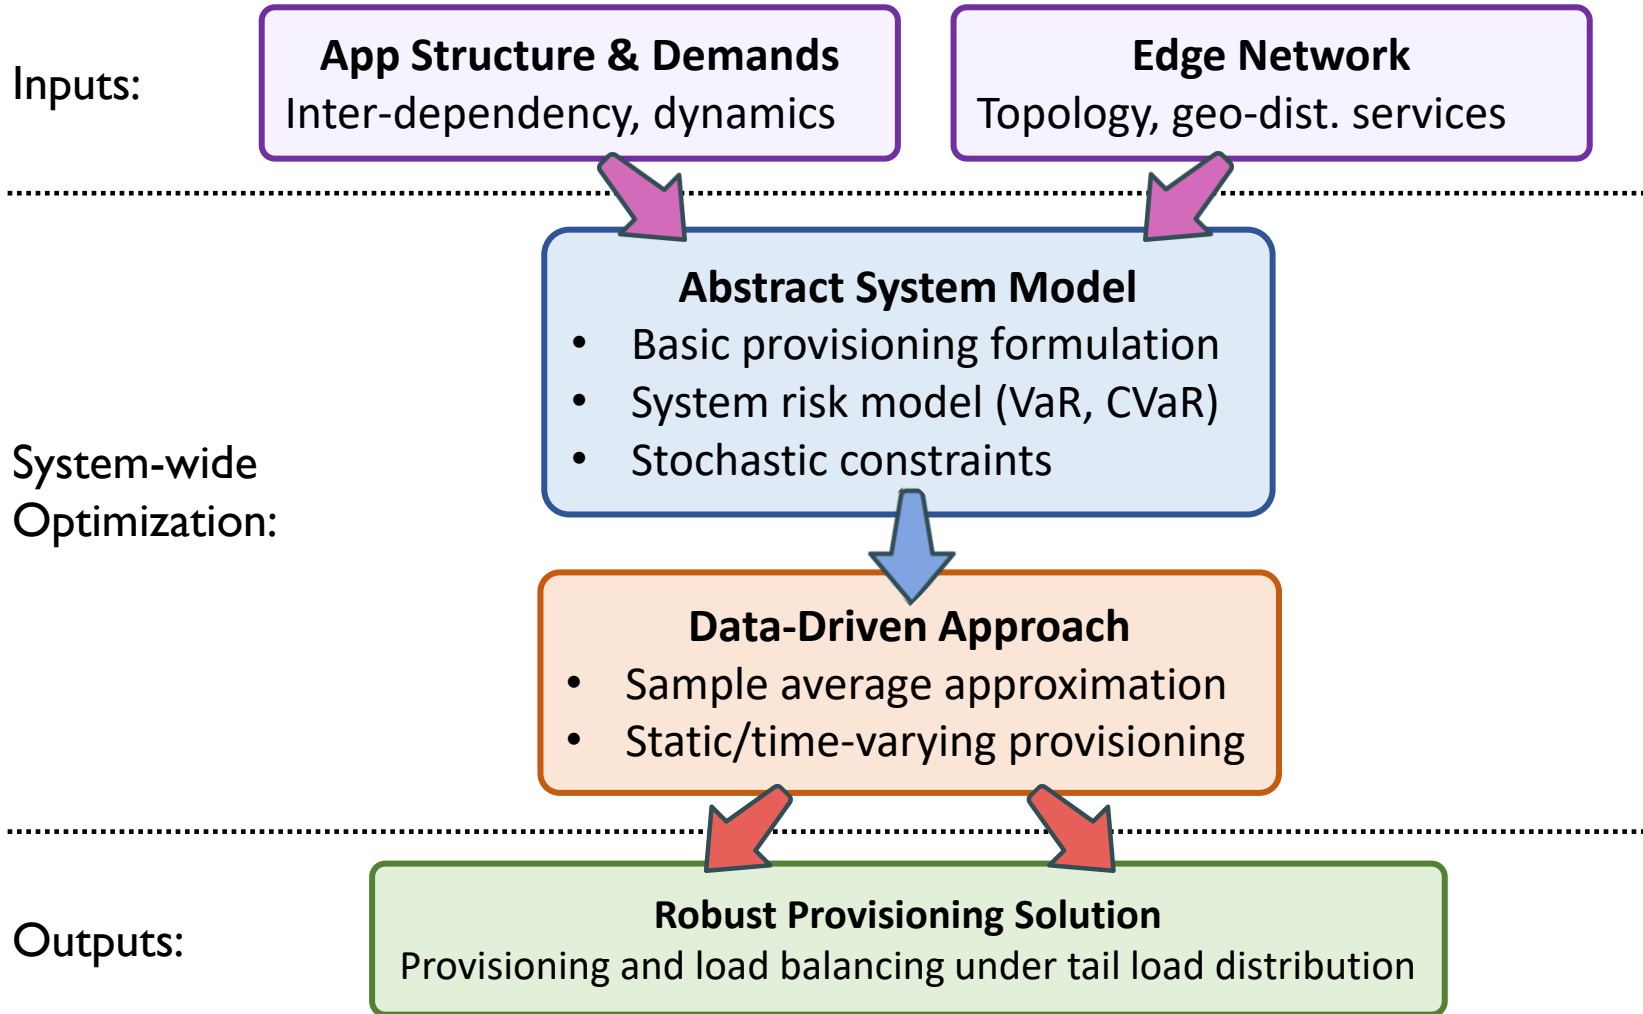 Inputs:
App Structure & Demands
Inter-dependency, dynamics
Edge Network
Topology, geo-dist. services
System-wide
Optimization:
Abstract System Model
• Basic provisioning formulation
• System risk model (VaR, CVaR)
• Stochastic constraints
Data-Driven Approach
• Sample average approximation
• Static/time-varying provisioning
Outputs:
Robust Provisioning Solution
Provisioning and load balancing under tail load distribution